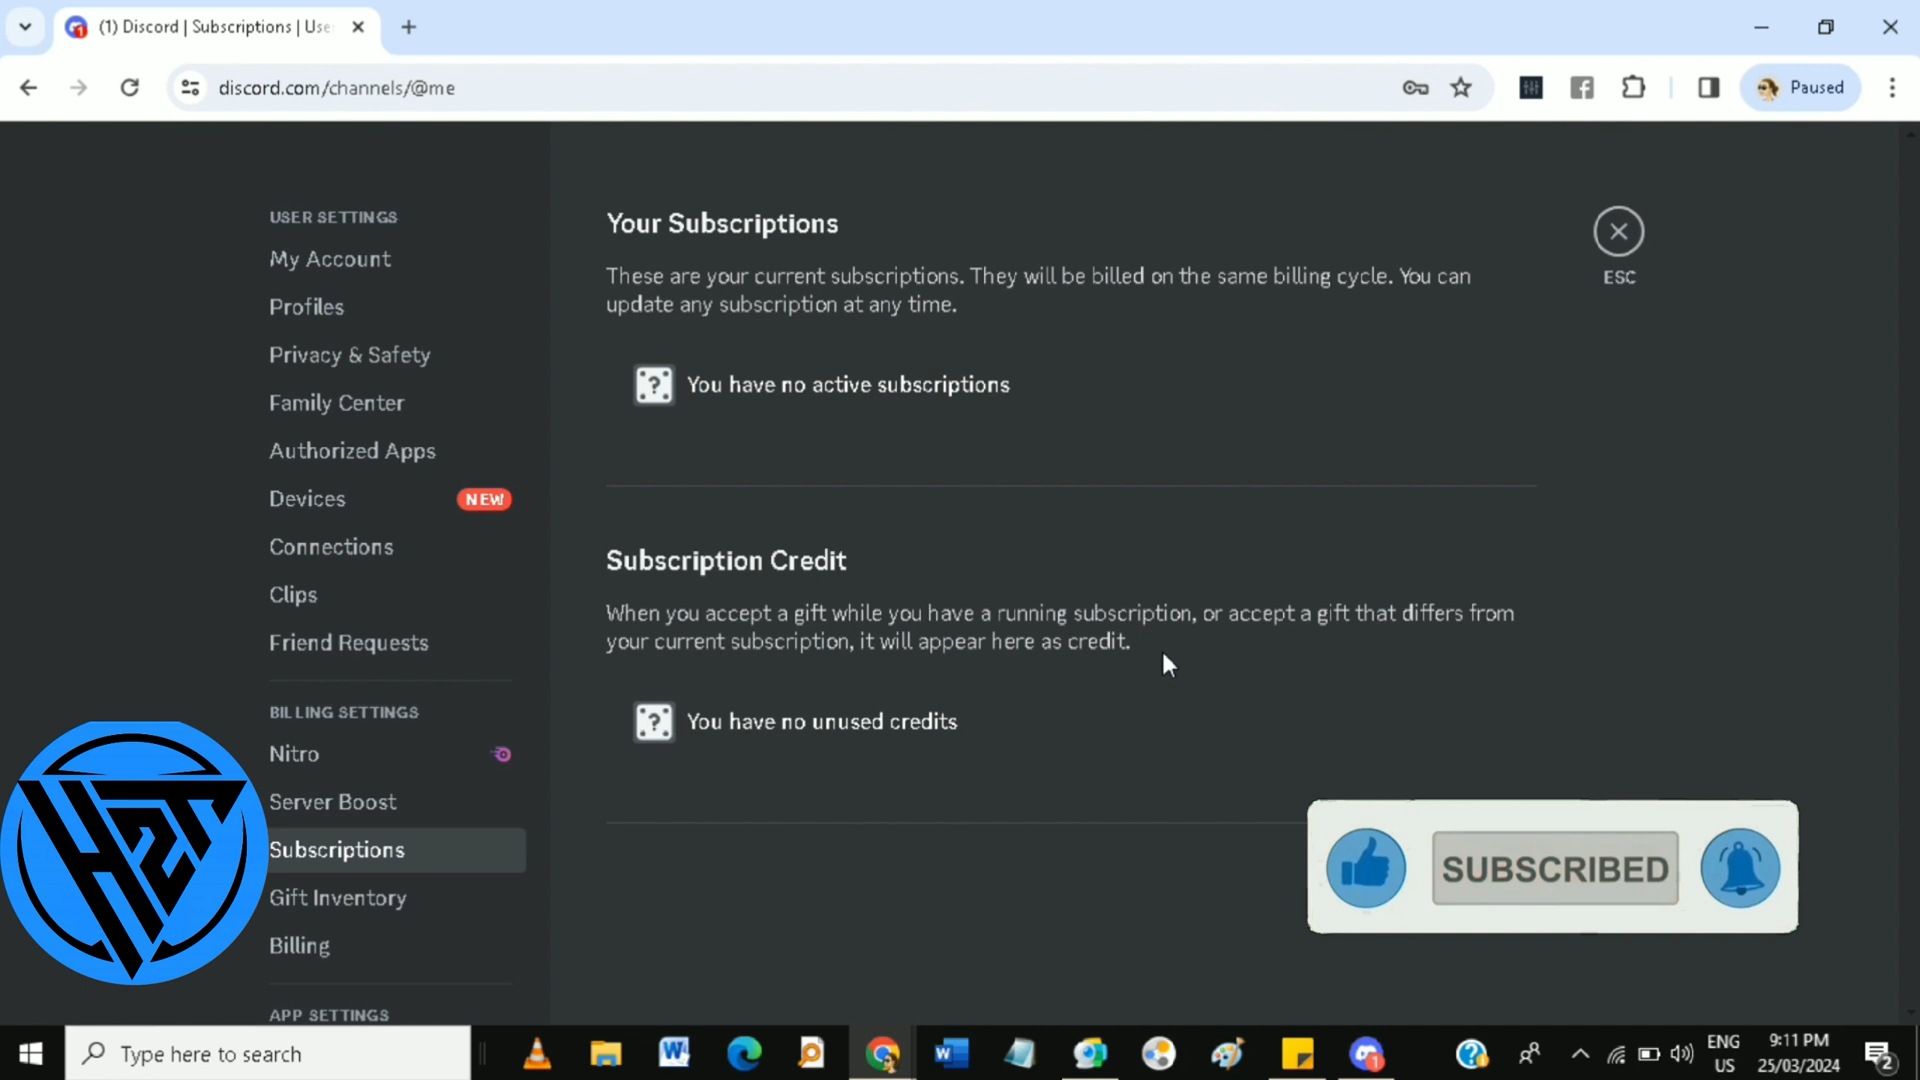 (1) Discord | Subscriptions | Use
discord.com/channels/@me
Paused
USER SETTINGS
My Account
Profiles
Privacy & Safety
Family Center
Authorized Apps
Devices NEW
Connections
Clips
Friend Requests
BILLING SETTINGS
Nitro
Server Boost
Subscriptions
Gift Inventory
Billing
APP SETTINGS
Your Subscriptions
These are your current subscriptions. They will be billed on the same billing cycle. You can
update any subscription at any time.
You have no active subscriptions
ESC
Subscription Credit
When you accept a gift while you have a running subscription, or accept a gift that differs from
your current subscription, it will appear here as credit.
You have no unused credits
SUBSCRIBED
H2T
Type here to search
ENG
US
9:11 PM
25/03/2024
2